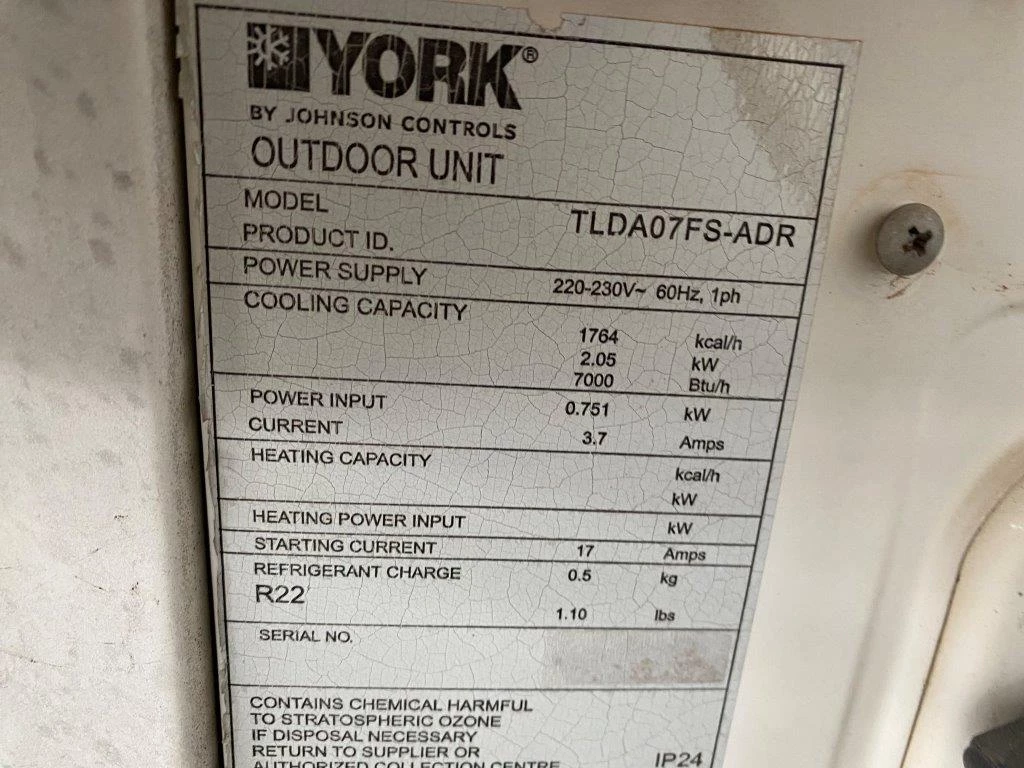 YORK®
BY JOHNSON CONTROLS
OUTDOOR UNIT
MODEL TLDA07FS-ADR
PRODUCT ID.
POWER SUPPLY 220-230V~ 60Hz, 1ph
COOLING CAPACITY
1764 kcal/h
2.05 kW
7000 Btu/h
POWER INPUT 0.751 kW
CURRENT 3.7 Amps
HEATING CAPACITY kcal/h
kW
HEATING POWER INPUT kW
STARTING CURRENT 17 Amps
REFRIGERANT CHARGE 0.5 kg
R22 1.10 lbs
SERIAL NO.
CONTAINS CHEMICAL HARMFUL
TO STRATOSPHERIC OZONE
IF DISPOSAL NECESSARY
RETURN TO SUPPLIER OR IP24
AUTHORIZED COLLECTION CENTRE